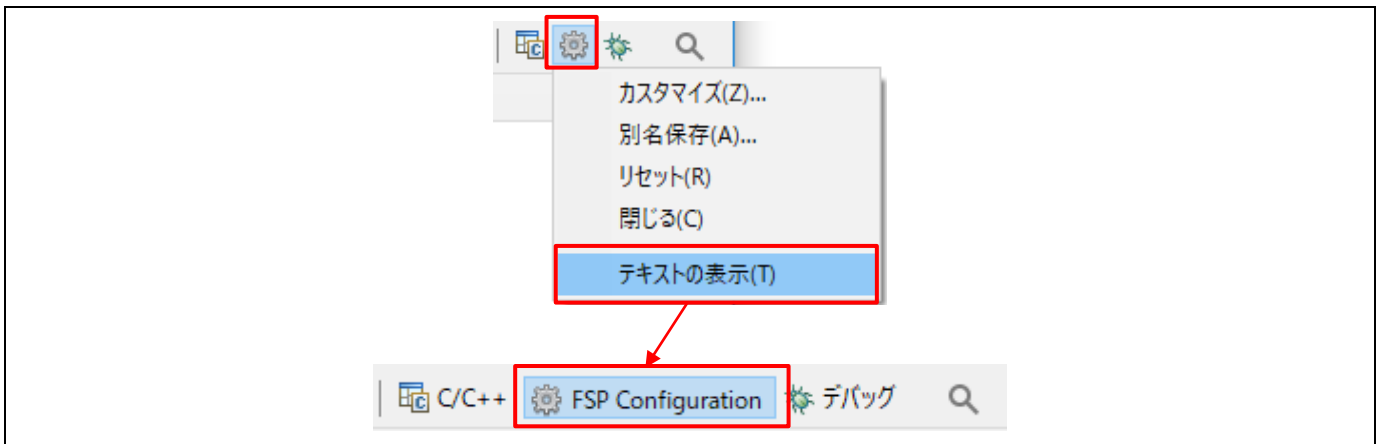 カスタマイズ(Z)...
別名保存(A)...
リセット(R)
閉じる(C)
テキストの表示(T)
C/C++ FSP Configuration デバッグ